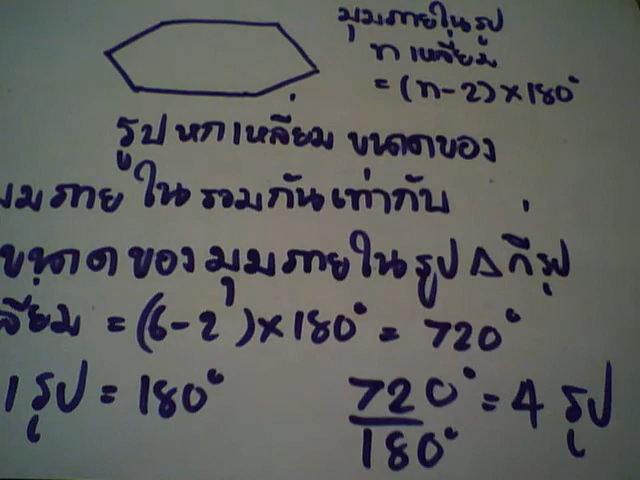 มุมภายในรูป
n เหลี่ยม
= (n-2)×180°
รูปหกเหลี่ยม ขนาดของ
มุมภายในรวมกันเท่ากับ
ขนาดของมุมภายในรูป Δ กี่รูป
ลี่ยม = (6-2)×180° = 720°
1 รูป = 180°
720°/180° = 4 รูป